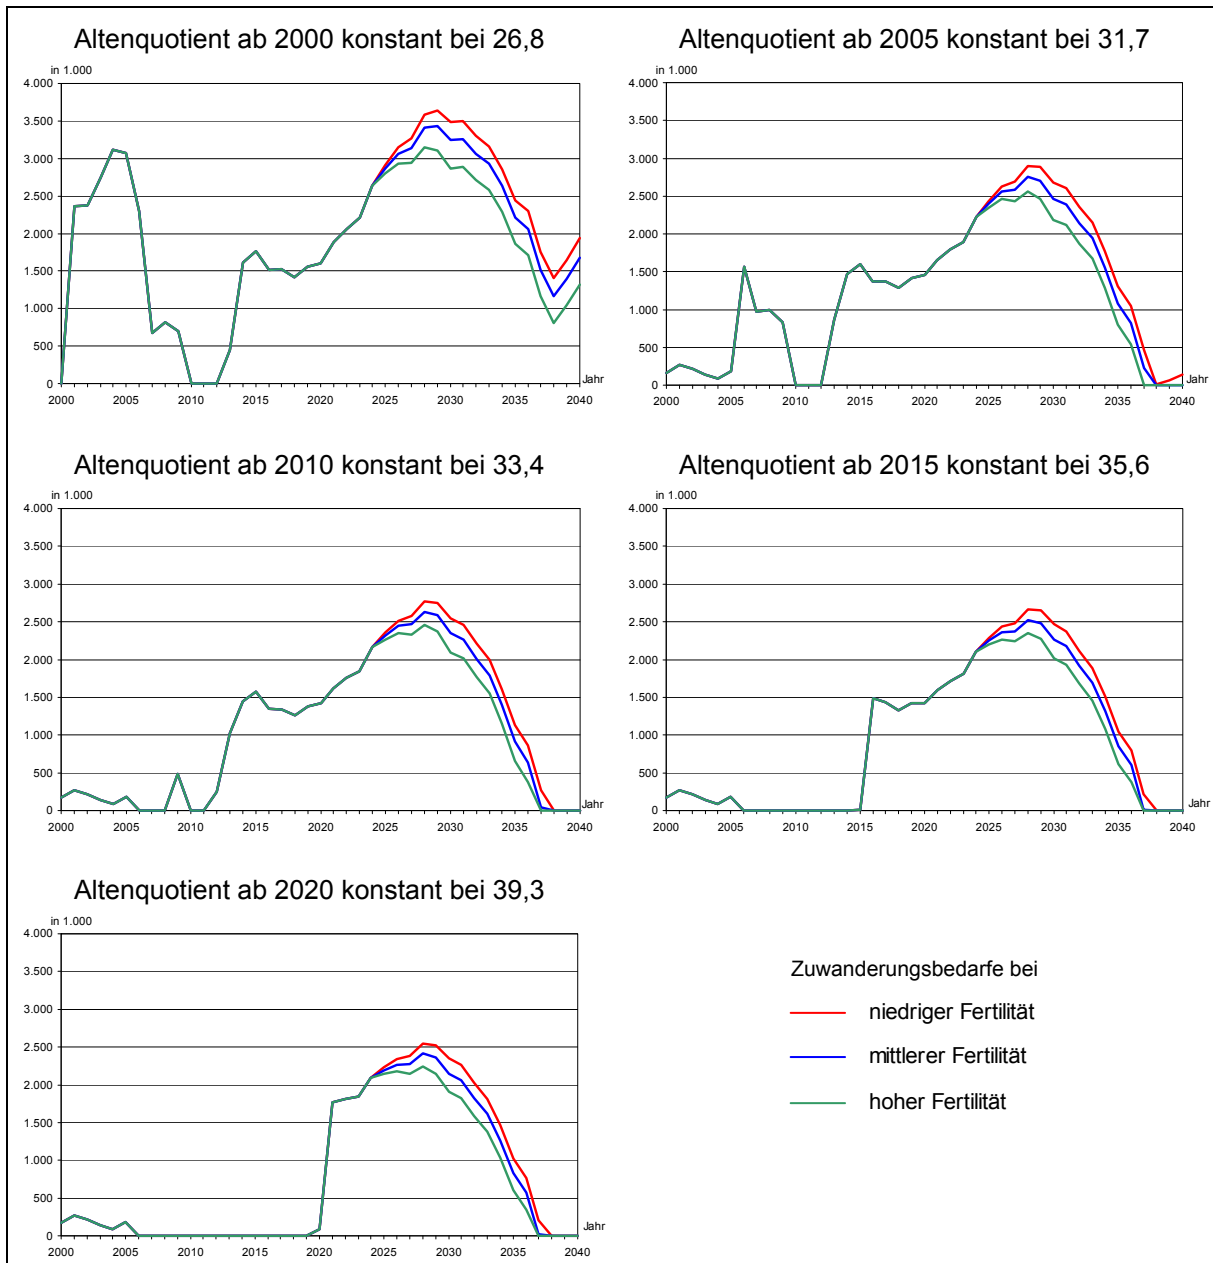 Altenquotient ab 2000 konstant bei 26,8
in 1.000
4.000
3.500
3.000
2.500
2.000
1.500
1.000
500
0
2000 2005 2010 2015 2020 2025 2030 2035 2040
Jahr
Altenquotient ab 2005 konstant bei 31,7
in 1.000
4.000
3.500
3.000
2.500
2.000
1.500
1.000
500
0
2000 2005 2010 2015 2020 2025 2030 2035 2040
Jahr
Altenquotient ab 2010 konstant bei 33,4
in 1.000
4.000
3.500
3.000
2.500
2.000
1.500
1.000
500
0
2000 2005 2010 2015 2020 2025 2030 2035 2040
Jahr
Altenquotient ab 2015 konstant bei 35,6
in 1.000
4.000
3.500
3.000
2.500
2.000
1.500
1.000
500
0
2000 2005 2010 2015 2020 2025 2030 2035 2040
Jahr
Altenquotient ab 2020 konstant bei 39,3
in 1.000
4.000
3.500
3.000
2.500
2.000
1.500
1.000
500
0
2000 2005 2010 2015 2020 2025 2030 2035 2040
Jahr
Zuwanderungsbedarfe bei
niedriger Fertilität
mittlerer Fertilität
hoher Fertilität